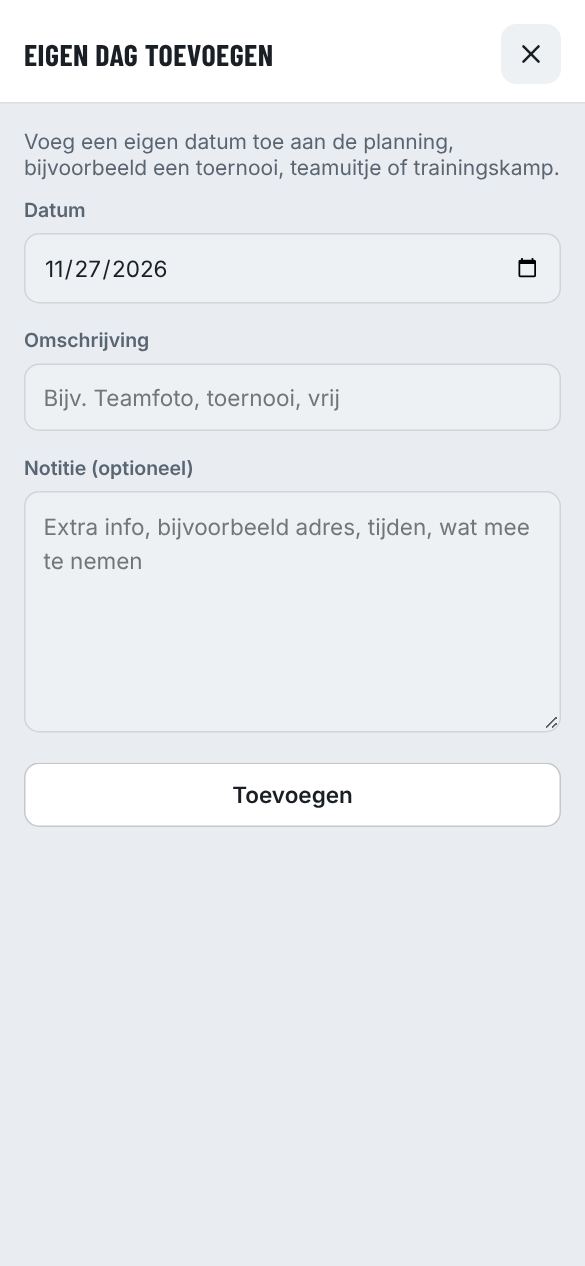 EIGEN DAG TOEVOEGEN
Voeg een eigen datum toe aan de planning,
bijvoorbeeld een toernooi, teamuitje of trainingskamp.
Datum
11/27/2026
Omschrijving
Bijv. Teamfoto, toernooi, vrij
Notitie (optioneel)
Extra info, bijvoorbeeld adres, tijden, wat mee
te nemen
Toevoegen